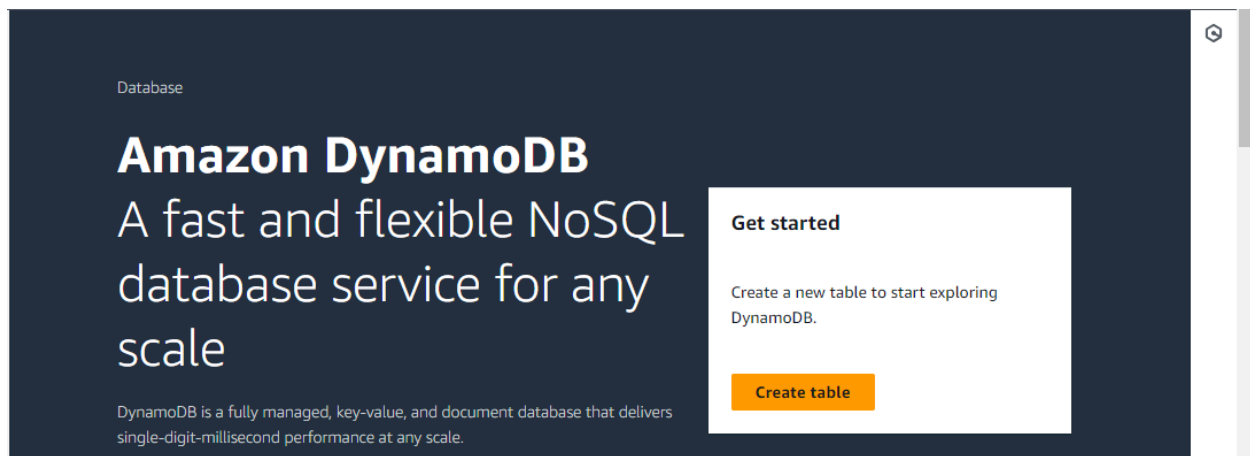 Database
Amazon DynamoDB
A fast and flexible NoSQL
database service for any
scale
DynamoDB is a fully managed, key-value, and document database that delivers
single-digit-millisecond performance at any scale.
Get started
Create a new table to start exploring
DynamoDB.
Create table